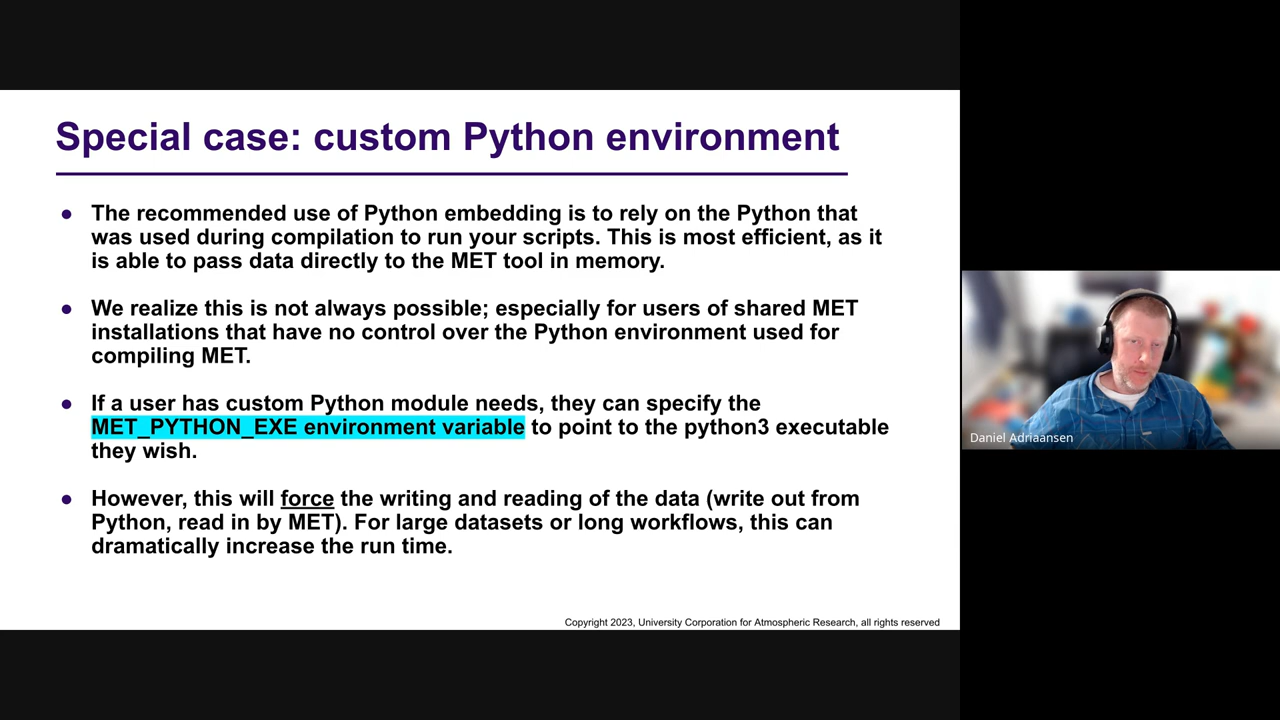 Special case: custom Python environment
● The recommended use of Python embedding is to rely on the Python that
was used during compilation to run your scripts. This is most efficient, as it
is able to pass data directly to the MET tool in memory.
● We realize this is not always possible; especially for users of shared MET
installations that have no control over the Python environment used for
compiling MET.
● If a user has custom Python module needs, they can specify the
MET_PYTHON_EXE environment variable to point to the python3 executable
they wish.
● However, this will force the writing and reading of the data (write out from
Python, read in by MET). For large datasets or long workflows, this can
dramatically increase the run time.
Copyright 2023, University Corporation for Atmospheric Research, all rights reserved
Daniel Adriaansen